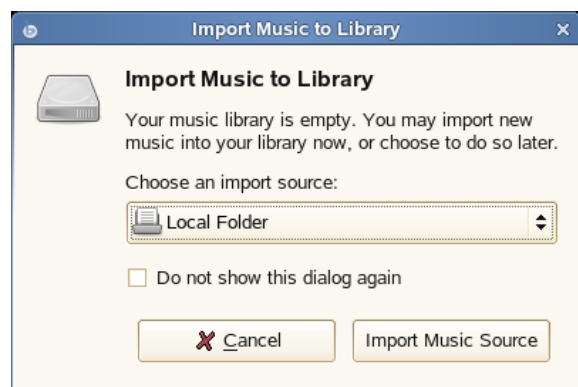 Import Music to Library
Import Music to Library
Your music library is empty. You may import new
music into your library now, or choose to do so later.
Choose an import source:
Local Folder
Do not show this dialog again
Cancel
Import Music Source